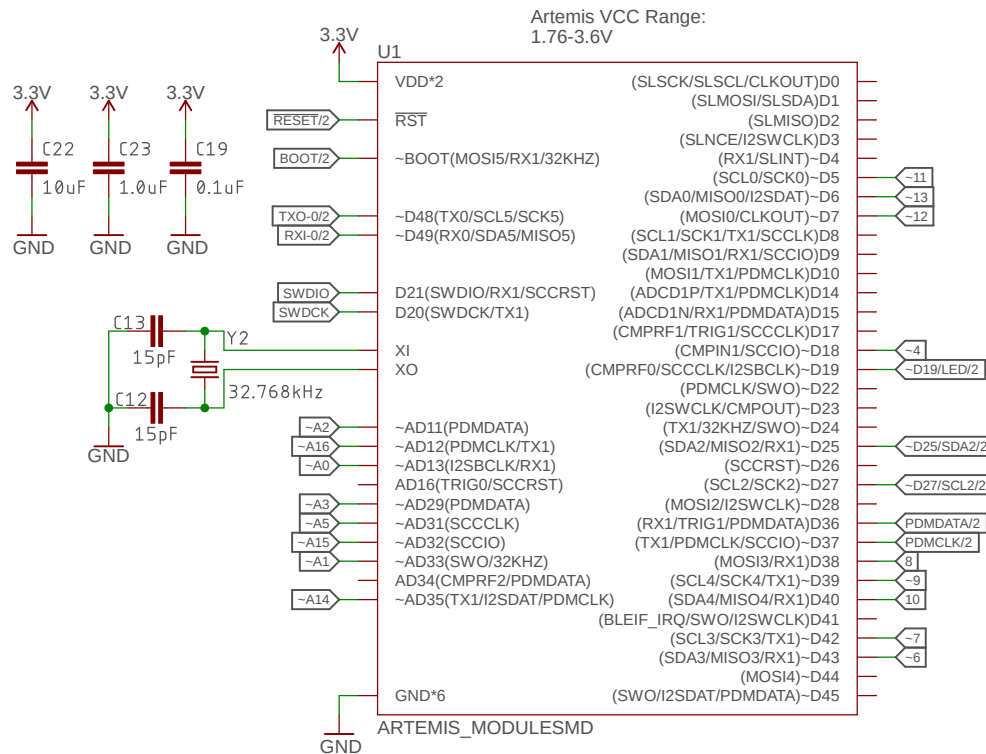 Artemis VCC Range:
1.76-3.6V
3.3V
U1
3.3V 3.3V 3.3V
C22 C23 C19
10uF 1.0uF 0.1uF
GND GND GND
RESET/2
BOOT/2
TXO-0/2
RXI-0/2
SWDIO
SWDCK
C13
15pF
Y2
32.768kHz
C12
15pF
GND
~A2
~A16
~A0
~A3
~A5
~A15
~A1
~A14
GND
VDD*2
RST
~BOOT(MOSI5/RX1/32KHZ)
~D48(TX0/SCL5/SCK5)
~D49(RX0/SDA5/MISO5)
D21(SWDIO/RX1/SCCRST)
D20(SWDCK/TX1)
XI
XO
~AD11(PDMDATA)
~AD12(PDMCLK/TX1)
~AD13(I2SBCLK/RX1)
AD16(TRIG0/SCCRST)
~AD29(PDMDATA)
~AD31(SCCCLK)
~AD32(SCCIO)
~AD33(SWO/32KHZ)
AD34(CMPRF2/PDMDATA)
~AD35(TX1/I2SDAT/PDMCLK)
GND*6
(SLSCK/SLSCL/CLKOUT)D0
(SLMOSI/SLSDA)D1
(SLMISO)D2
(SLNCE/I2SWCLK)D3
(RX1/SLINT)~D4
(SCL0/SCK0)~D5
(SDA0/MISO0/I2SDAT)~D6
(MOSI0/CLKOUT)~D7
(SCL1/SCK1/TX1/SCCLK)D8
(SDA1/MISO1/RX1/SCCIO)D9
(MOSI1/TX1/PDMCLK)D10
(ADCD1P/TX1/PDMCLK)D14
(ADCD1N/RX1/PDMDATA)D15
(CMPRF1/TRIG1/SCCCLK)D17
(CMPIN1/SCCIO)~D18
(CMPRF0/SCCCLK/I2SBCLK)~D19
(PDMCLK/SWO)~D22
(I2SWCLK/CMPOUT)~D23
(TX1/32KHZ/SWO)~D24
(SDA2/MISO2/RX1)~D25
(SCCRST)~D26
(SCL2/SCK2)~D27
(MOSI2/I2SWCLK)~D28
(RX1/TRIG1/PDMDATA)D36
(TX1/PDMCLK/SCCIO)~D37
(MOSI3/RX1)D38
(SCL4/SCK4/TX1)~D39
(SDA4/MISO4/RX1)D40
(BLEIF_IRQ/SWO/I2SWCLK)D41
(SCL3/SCK3/TX1)~D42
(SDA3/MISO3/RX1)~D43
(MOSI4)~D44
(SWO/I2SDAT/PDMDATA)~D45
~11
~13
~12
~4
~D19/LED/2
~D25/SDA2/2
~D27/SCL2/2
PDMDATA/2
PDMCLK/2
8
~9
10
~7
~6
ARTEMIS_MODULESMD